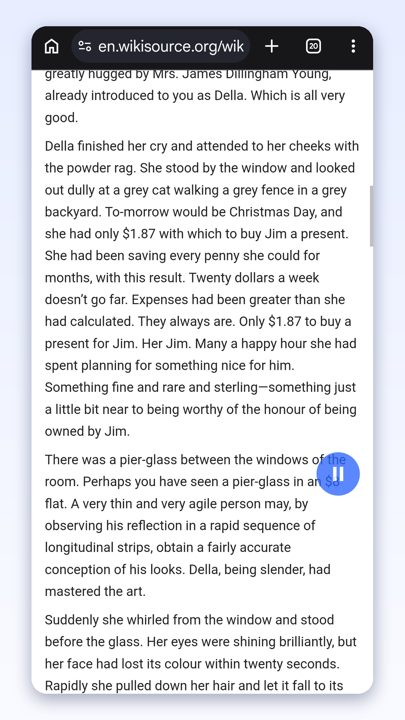 en.wikisource.org/wik
20
greatly hugged by Mrs. James Dillingham Young,
already introduced to you as Della. Which is all very
good.
Della finished her cry and attended to her cheeks with
the powder rag. She stood by the window and looked
out dully at a grey cat walking a grey fence in a grey
backyard. To-morrow would be Christmas Day, and
she had only $1.87 with which to buy Jim a present.
She had been saving every penny she could for
months, with this result. Twenty dollars a week
doesn’t go far. Expenses had been greater than she
had calculated. They always are. Only $1.87 to buy a
present for Jim. Her Jim. Many a happy hour she had
spent planning for something nice for him.
Something fine and rare and sterling—something just
a little bit near to being worthy of the honour of being
owned by Jim.
There was a pier-glass between the windows of the
room. Perhaps you have seen a pier-glass in an $8
flat. A very thin and very agile person may, by
observing his reflection in a rapid sequence of
longitudinal strips, obtain a fairly accurate
conception of his looks. Della, being slender, had
mastered the art.
Suddenly she whirled from the window and stood
before the glass. Her eyes were shining brilliantly, but
her face had lost its colour within twenty seconds.
Rapidly she pulled down her hair and let it fall to its